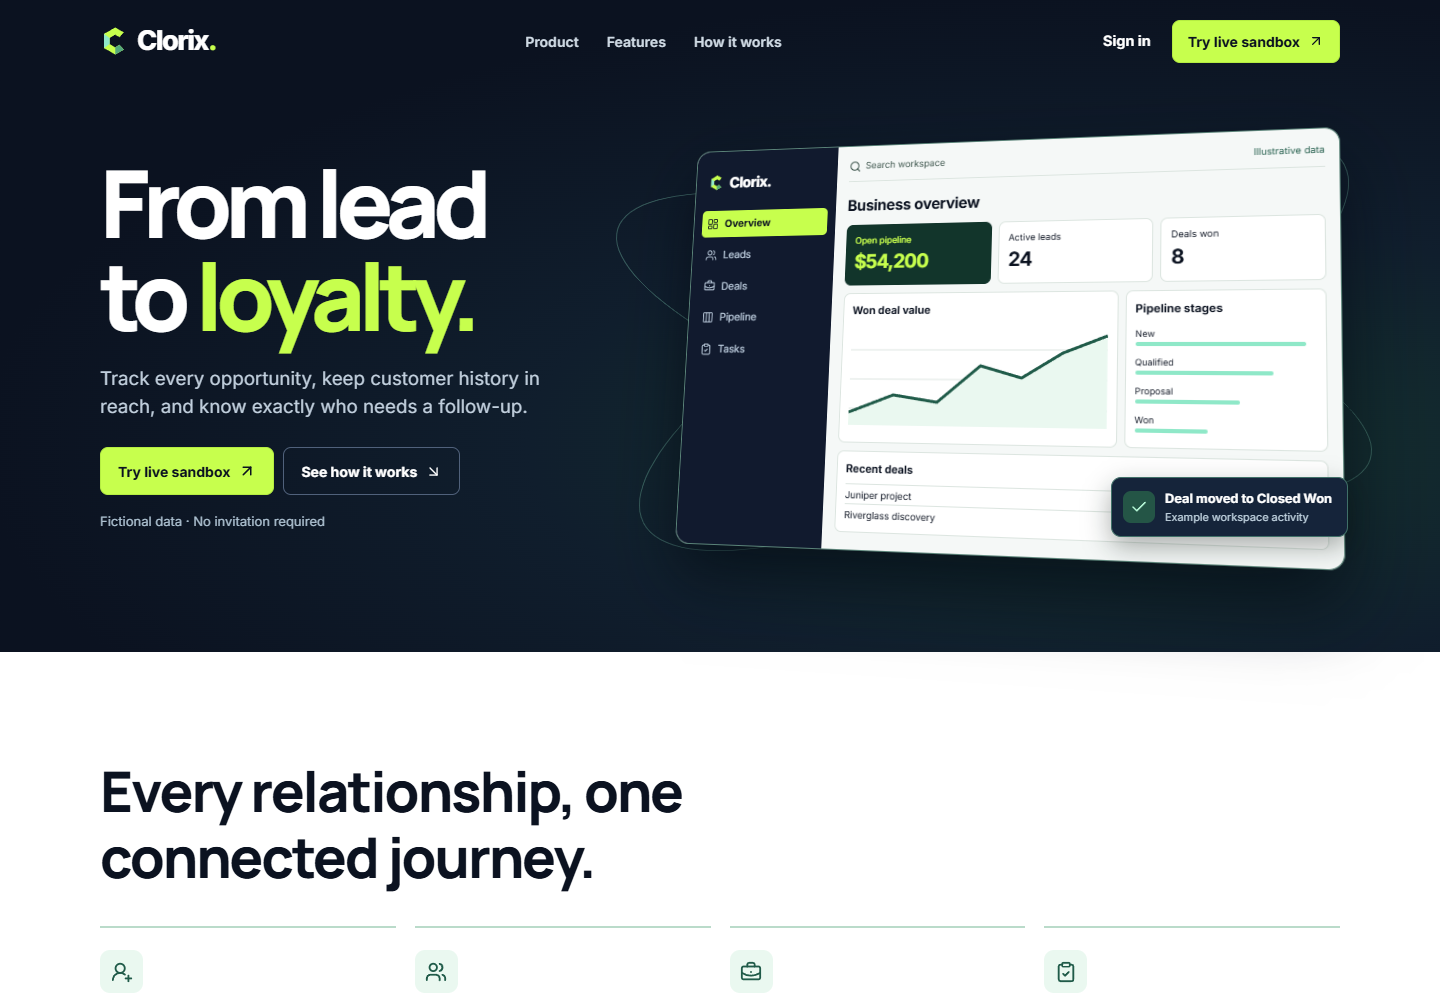 Clorix.
Product
Features
How it works
Sign in
Try live sandbox
From lead
to loyalty.
Track every opportunity, keep customer history in
reach, and know exactly who needs a follow-up.
Try live sandbox
See how it works
Fictional data · No invitation required
Clorix.
Overview
Leads
Deals
Pipeline
Tasks
Search workspace
Illustrative data
Business overview
Open pipeline
$54,200
Active leads
24
Deals won
8
Won deal value
Pipeline stages
New
Qualified
Proposal
Won
Recent deals
Juniper project
Riverglass discovery
Deal moved to Closed Won
Example workspace activity
Every relationship, one
connected journey.